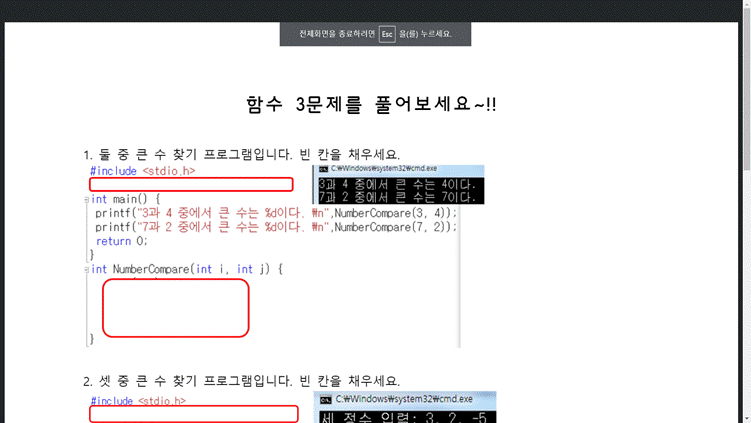 전체화면을 종료하려면 Esc 을(를) 누르세요.
함수 3문제를 풀어보세요~!!
1. 둘 중 큰 수 찾기 프로그램입니다. 빈 칸을 채우세요.
#include <stdio.h>
C:₩Windows₩system32₩cmd.exe
3과 4 중에서 큰 수는 4이다.
7과 2 중에서 큰 수는 7이다.
int main() {
printf("3과 4 중에서 큰 수는 %d이다. ₩n",NumberCompare(3, 4));
printf("7과 2 중에서 큰 수는 %d이다. ₩n",NumberCompare(7, 2));
return 0;
}
int NumberCompare(int i, int j) {
}
2. 셋 중 큰 수 찾기 프로그램입니다. 빈 칸을 채우세요.
#include <stdio.h>
C:₩Windows₩system32₩cmd.exe
세 정수 입력: 3, 2, -5